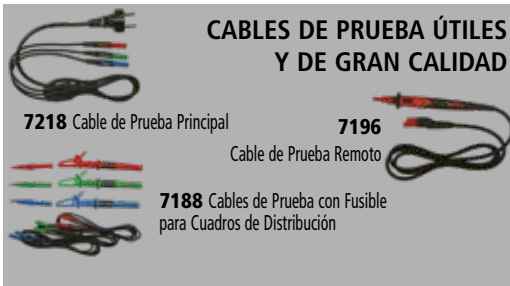 CABLES DE PRUEBA ÚTILES
Y DE GRAN CALIDAD
7218 Cable de Prueba Principal
7196
Cable de Prueba Remoto
7188 Cables de Prueba con Fusible
para Cuadros de Distribución